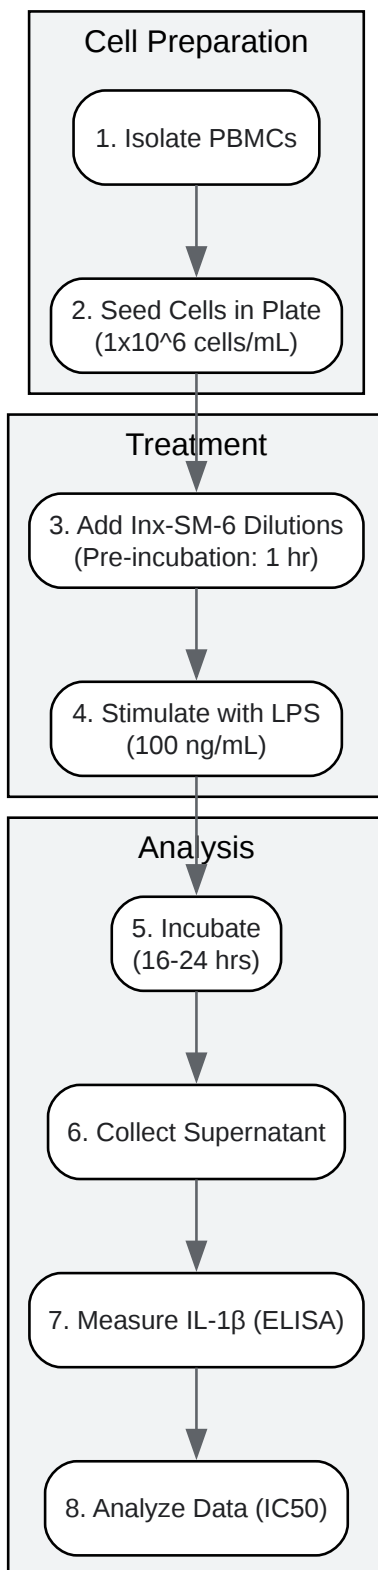 Cell Preparation
1. Isolate PBMCs
2. Seed Cells in Plate
(1x10^6 cells/mL)
Treatment
3. Add Inx-SM-6 Dilutions
(Pre-incubation: 1 hr)
4. Stimulate with LPS
(100 ng/mL)
Analysis
5. Incubate
(16-24 hrs)
6. Collect Supernatant
7. Measure IL-1β (ELISA)
8. Analyze Data (IC50)